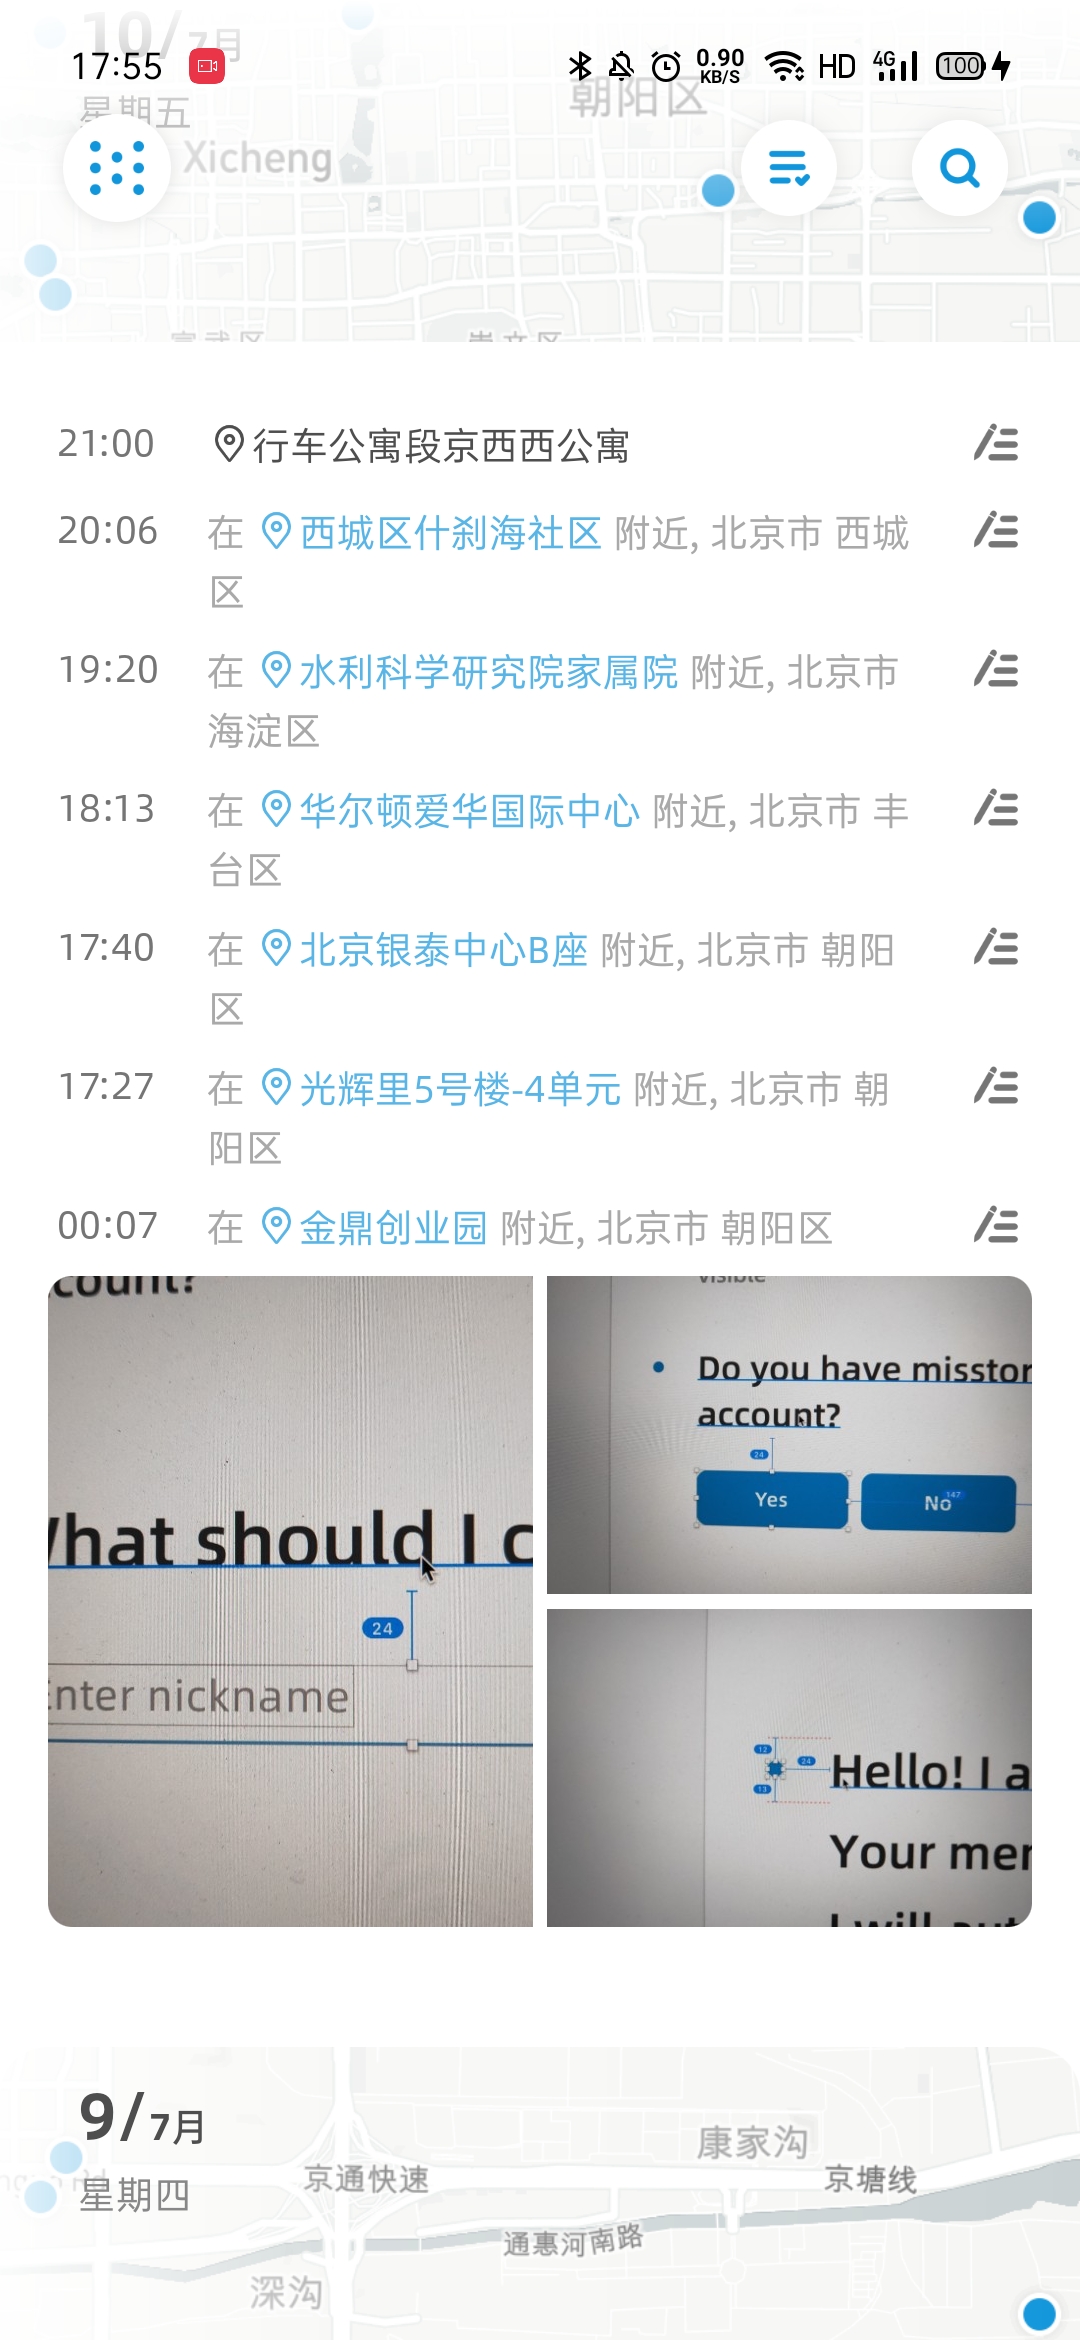 10/7月
17:55
0.90
KB/S
HD
4G
100
星期五
朝阳区
Xicheng
21:00 行车公寓段京西西公寓
20:06 在 西城区什刹海社区 附近, 北京市 西城
区
19:20 在 水利科学研究院家属院 附近, 北京市
海淀区
18:13 在 华尔顿爱华国际中心 附近, 北京市 丰
台区
17:40 在 北京银泰中心B座 附近, 北京市 朝阳
区
17:27 在 光辉里5号楼-4单元 附近, 北京市 朝
阳区
00:07 在 金鼎创业园 附近, 北京市 朝阳区
count?
What should I c
24
Enter nickname
visible
Do you have misstor
account?
24
Yes
No
147
12
24
13
Hello! I a
Your mer
I will aut
9/7月
星期四
康家沟
京通快速
京塘线
通惠河南路
深沟